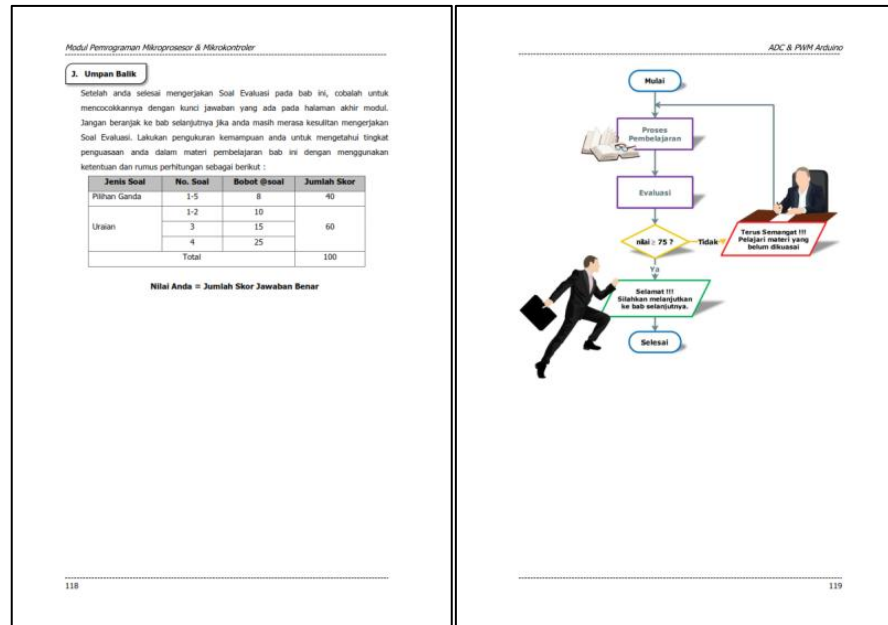 Modul Pemrograman Mikroprosesor & Mikrokontroler
J. Umpan Balik
Setelah anda selesai mengerjakan Soal Evaluasi pada bab ini, cobalah untuk
mencocokkannya dengan kunci jawaban yang ada pada halaman akhir modul.
Jangan beranjak ke bab selanjutnya jika anda masih merasa kesulitan mengerjakan
Soal Evaluasi. Lakukan pengukuran kemampuan anda untuk mengetahui tingkat
penguasaan anda dalam materi pembelajaran bab ini dengan menggunakan
ketentuan dan rumus perhitungan sebagai berikut :
Jenis Soal No. Soal Bobot @soal Jumlah Skor
Pilihan Ganda 1-5 8 40
Uraian 1-2 10 60
3 15
4 25
Total 100
Nilai Anda = Jumlah Skor Jawaban Benar
118
ADC & PWM Arduino
Mulai
Proses
Pembelajaran
Evaluasi
nilai ≥ 75 ?
Tidak
Terus Semangat !!!
Pelajari materi yang
belum dikuasai
Ya
Selamat !!!
Silahkan melanjutkan
ke bab selanjutnya.
Selesai
119